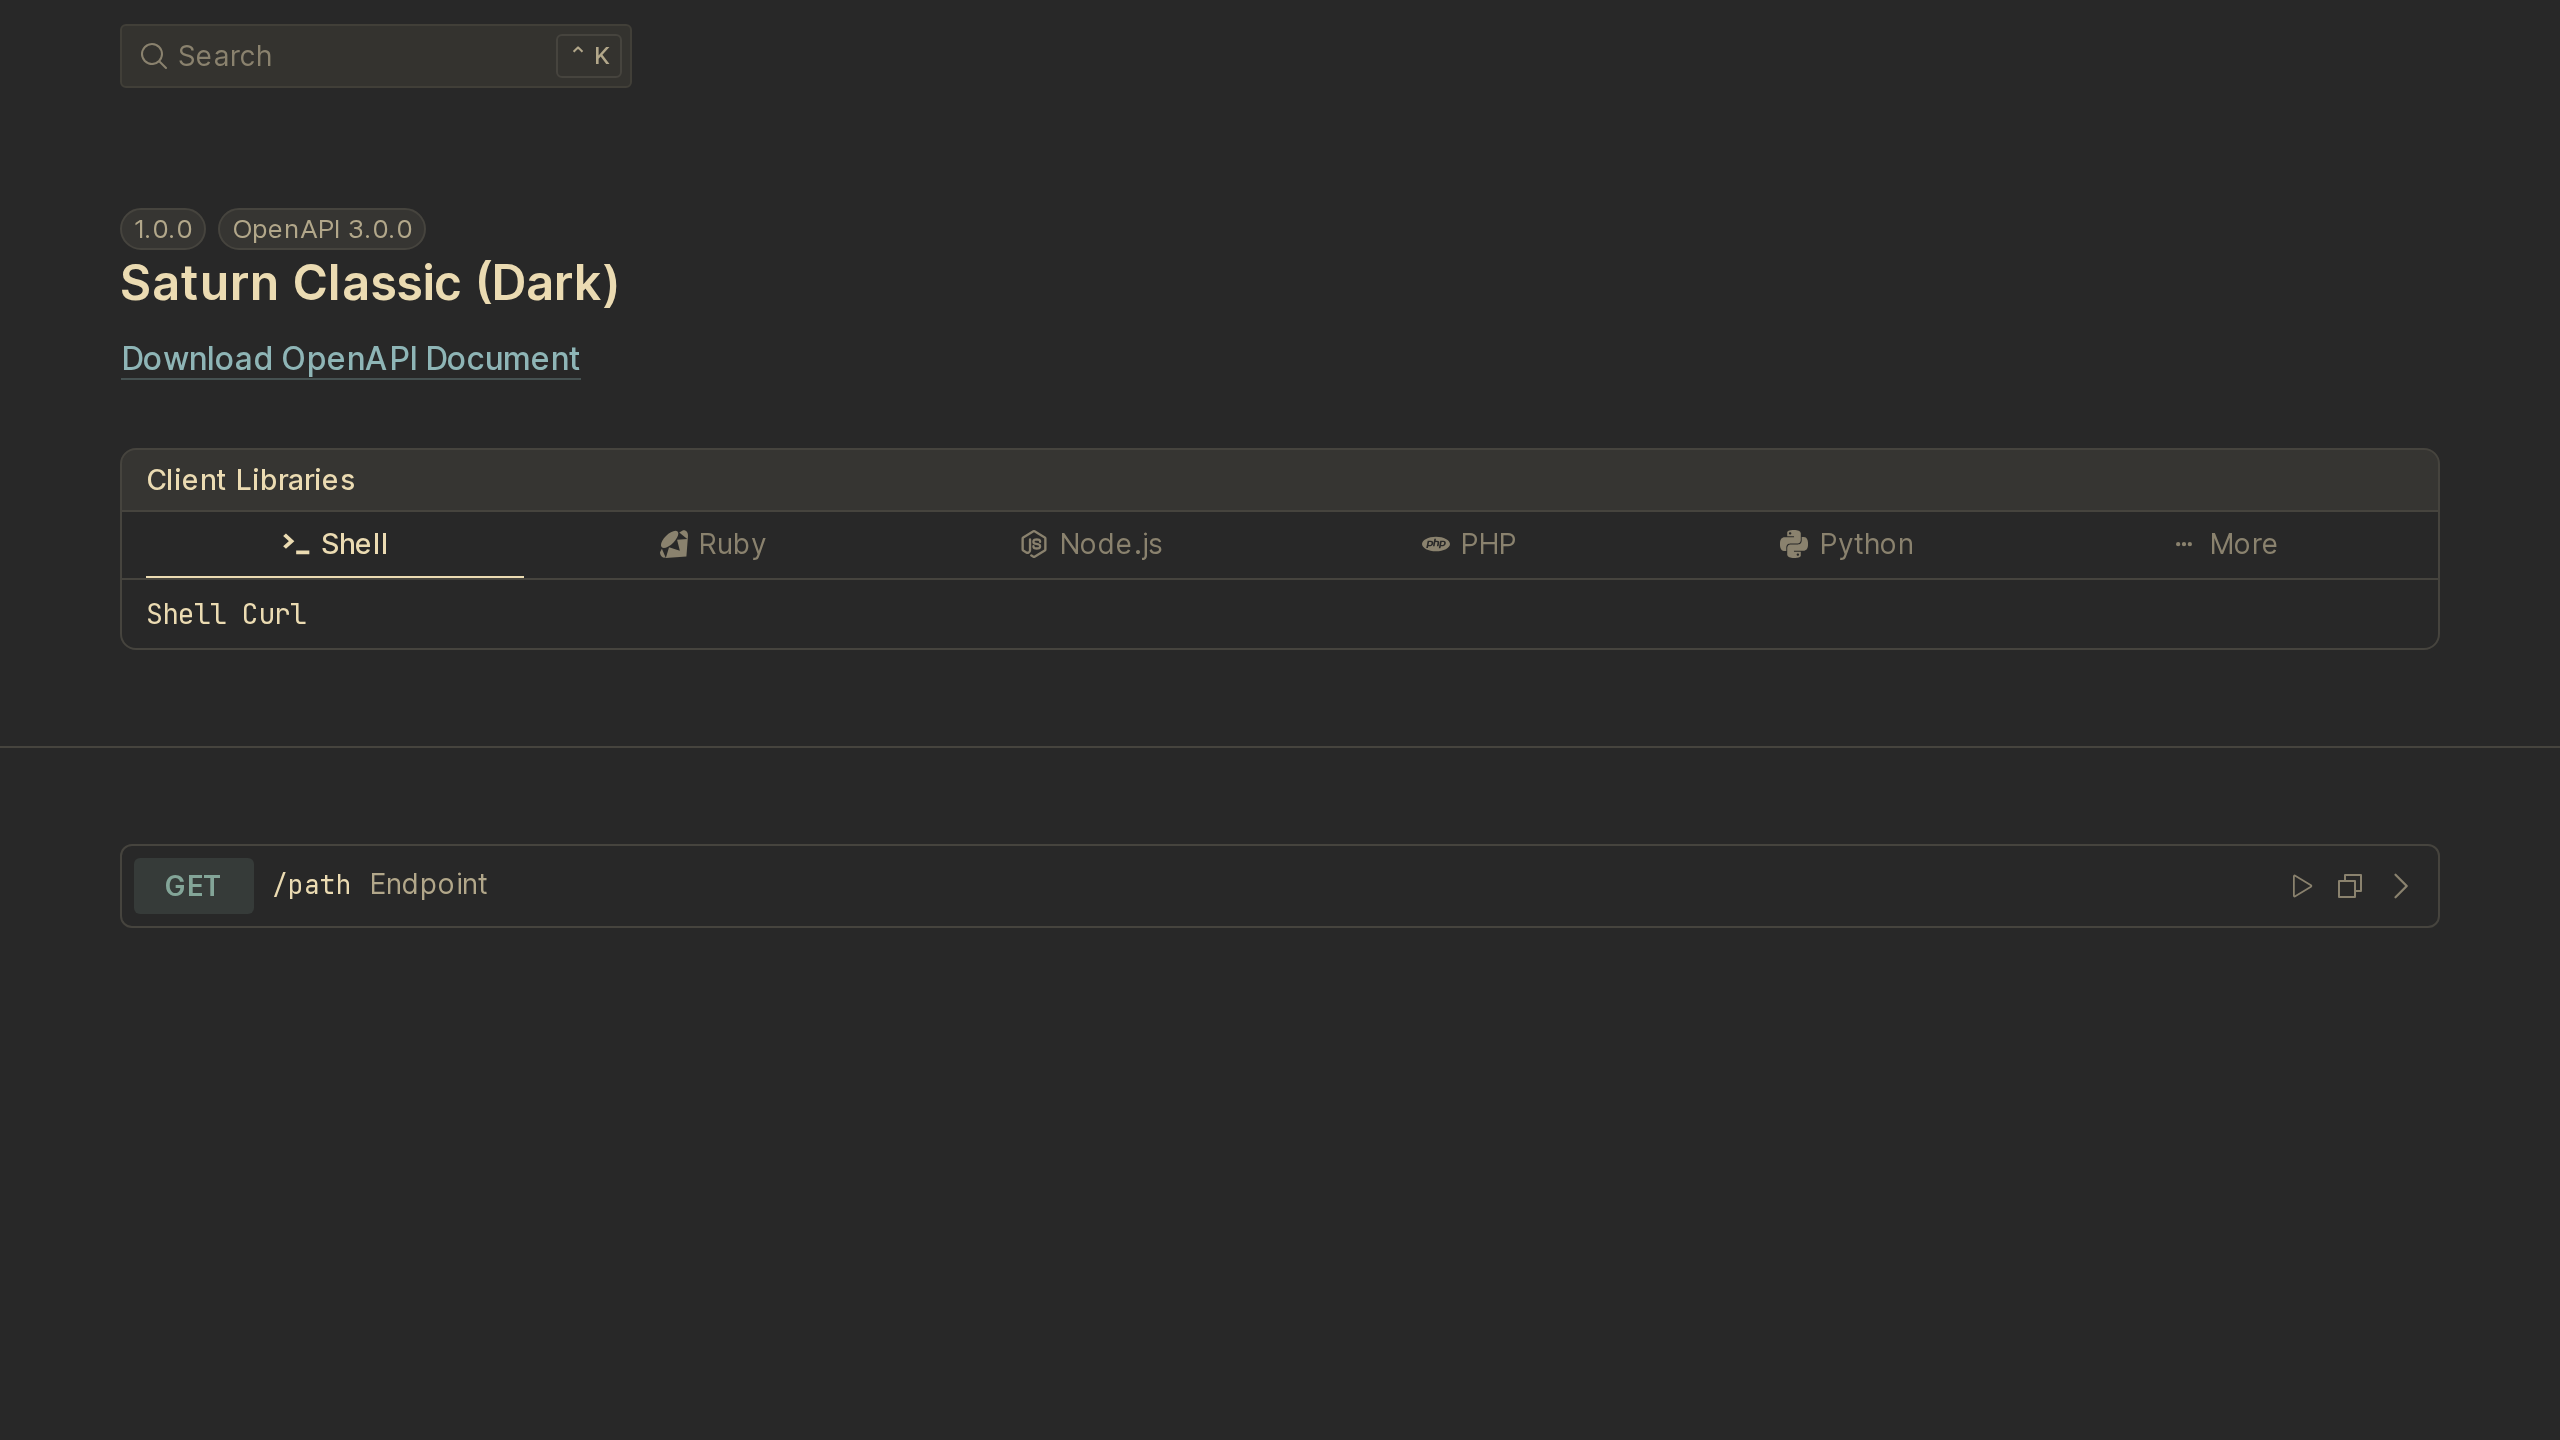 Search ⌃ K
1.0.0 OpenAPI 3.0.0
Saturn Classic (Dark)
Download OpenAPI Document
Client Libraries
Shell Ruby Node.js PHP Python More
Shell Curl
GET /path Endpoint